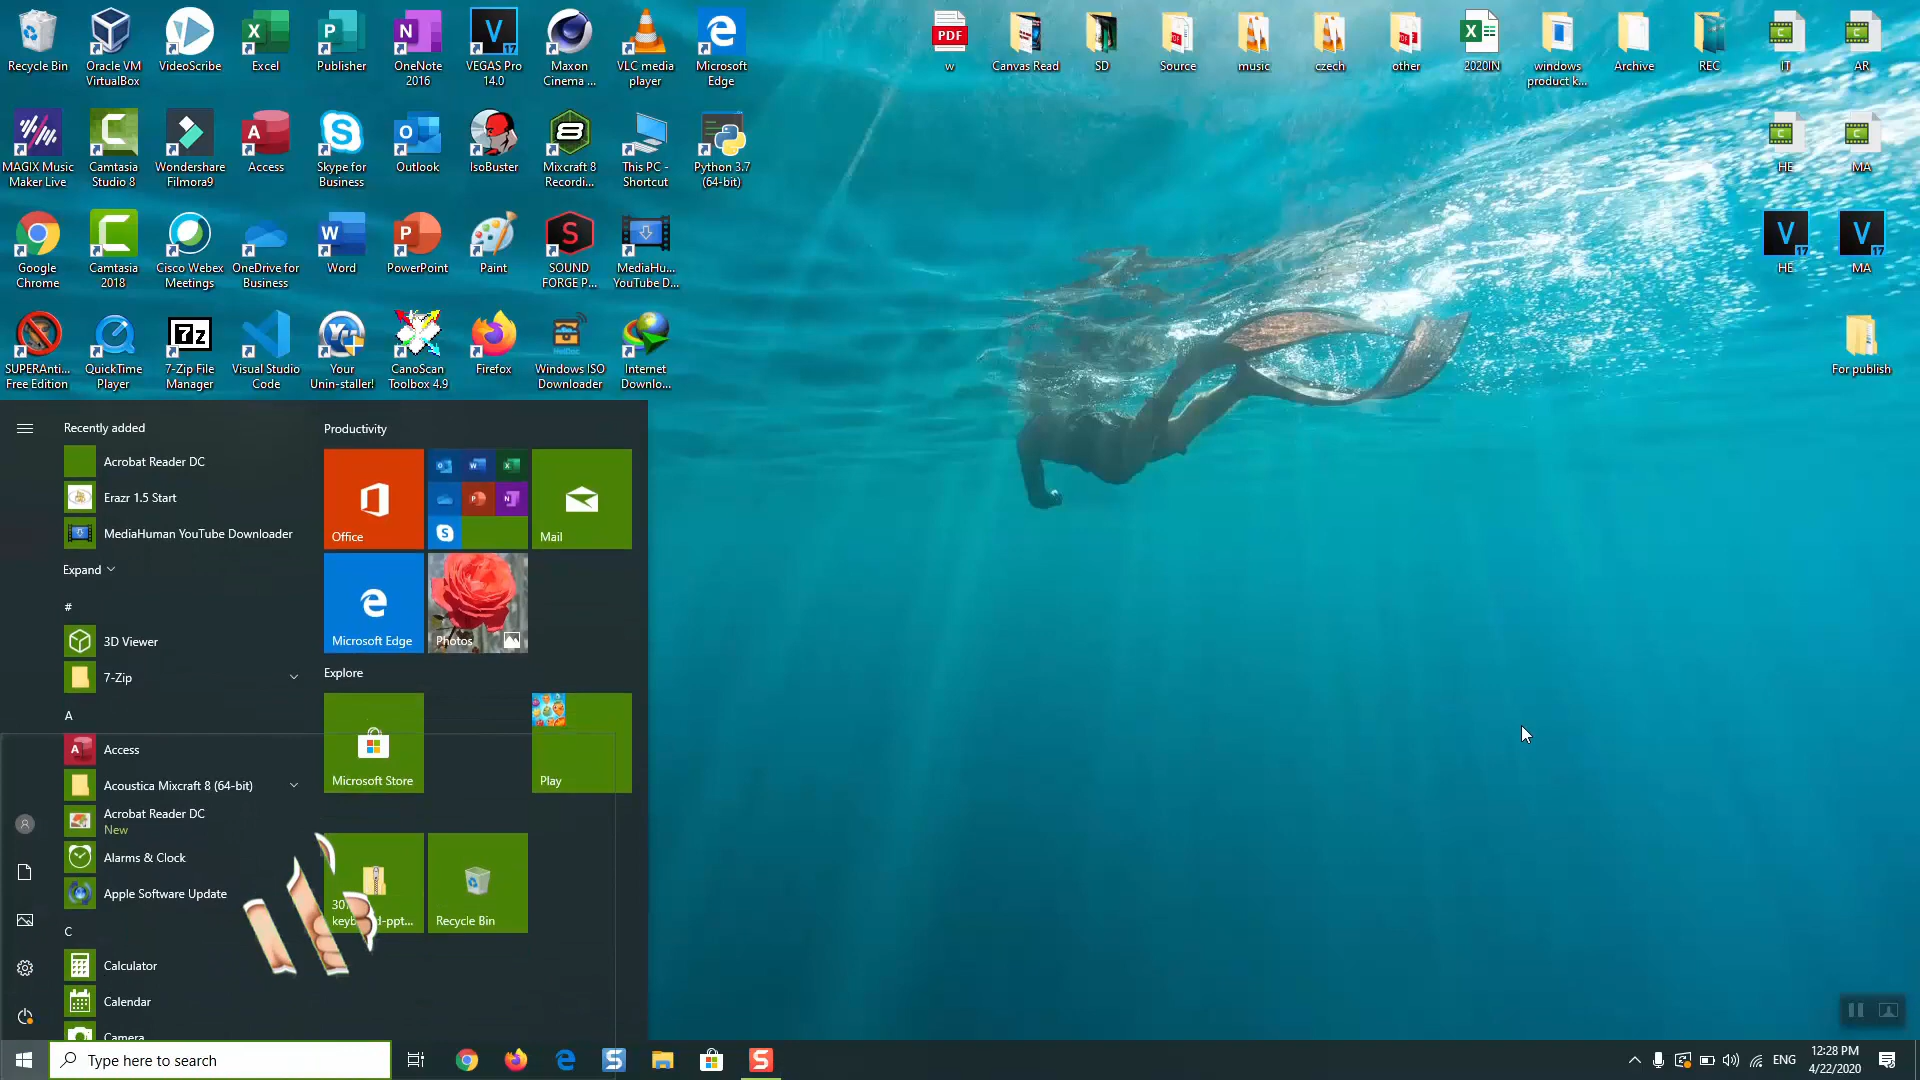 Recycle Bin
Oracle VM
VirtualBox
VideoScribe
Excel
Publisher
OneNote
2016
VEGAS Pro
14.0
Maxon
Cinema ...
VLC media
player
Microsoft
Edge
PDF
w
Canvas Read
SD
Source
music
czech
other
2020IN
windows
product k...
Archive
REC
IT
AR
MAGIX Music
Maker Live
Camtasia
Studio 8
Wondershare
Filmora9
Access
Skype for
Business
Outlook
IsoBuster
Mixcraft 8
Recordi...
This PC -
Shortcut
Python 3.7
(64-bit)
HE
MA
Google
Chrome
Camtasia
2018
Cisco Webex
Meetings
OneDrive for
Business
Word
PowerPoint
Paint
SOUND
FORGE P...
MediaHu...
YouTube D...
HE
MA
SUPERAnti...
Free Edition
QuickTime
Player
7-Zip File
Manager
Visual Studio
Code
Your
Unin-staller!
CanoScan
Toolbox 4.9
Firefox
Windows ISO
Downloader
Internet
Downlo...
For publish
Recently added
Acrobat Reader DC
Erazr 1.5 Start
MediaHuman YouTube Downloader
Expand
#
3D Viewer
7-Zip
A
Access
Acoustica Mixcraft 8 (64-bit)
Acrobat Reader DC
New
Alarms & Clock
Apple Software Update
C
Calculator
Calendar
Camera
Productivity
Office
Mail
Microsoft Edge
Photos
Explore
Microsoft Store
Play
Recycle Bin
Type here to search
ENG
12:28 PM
4/22/2020